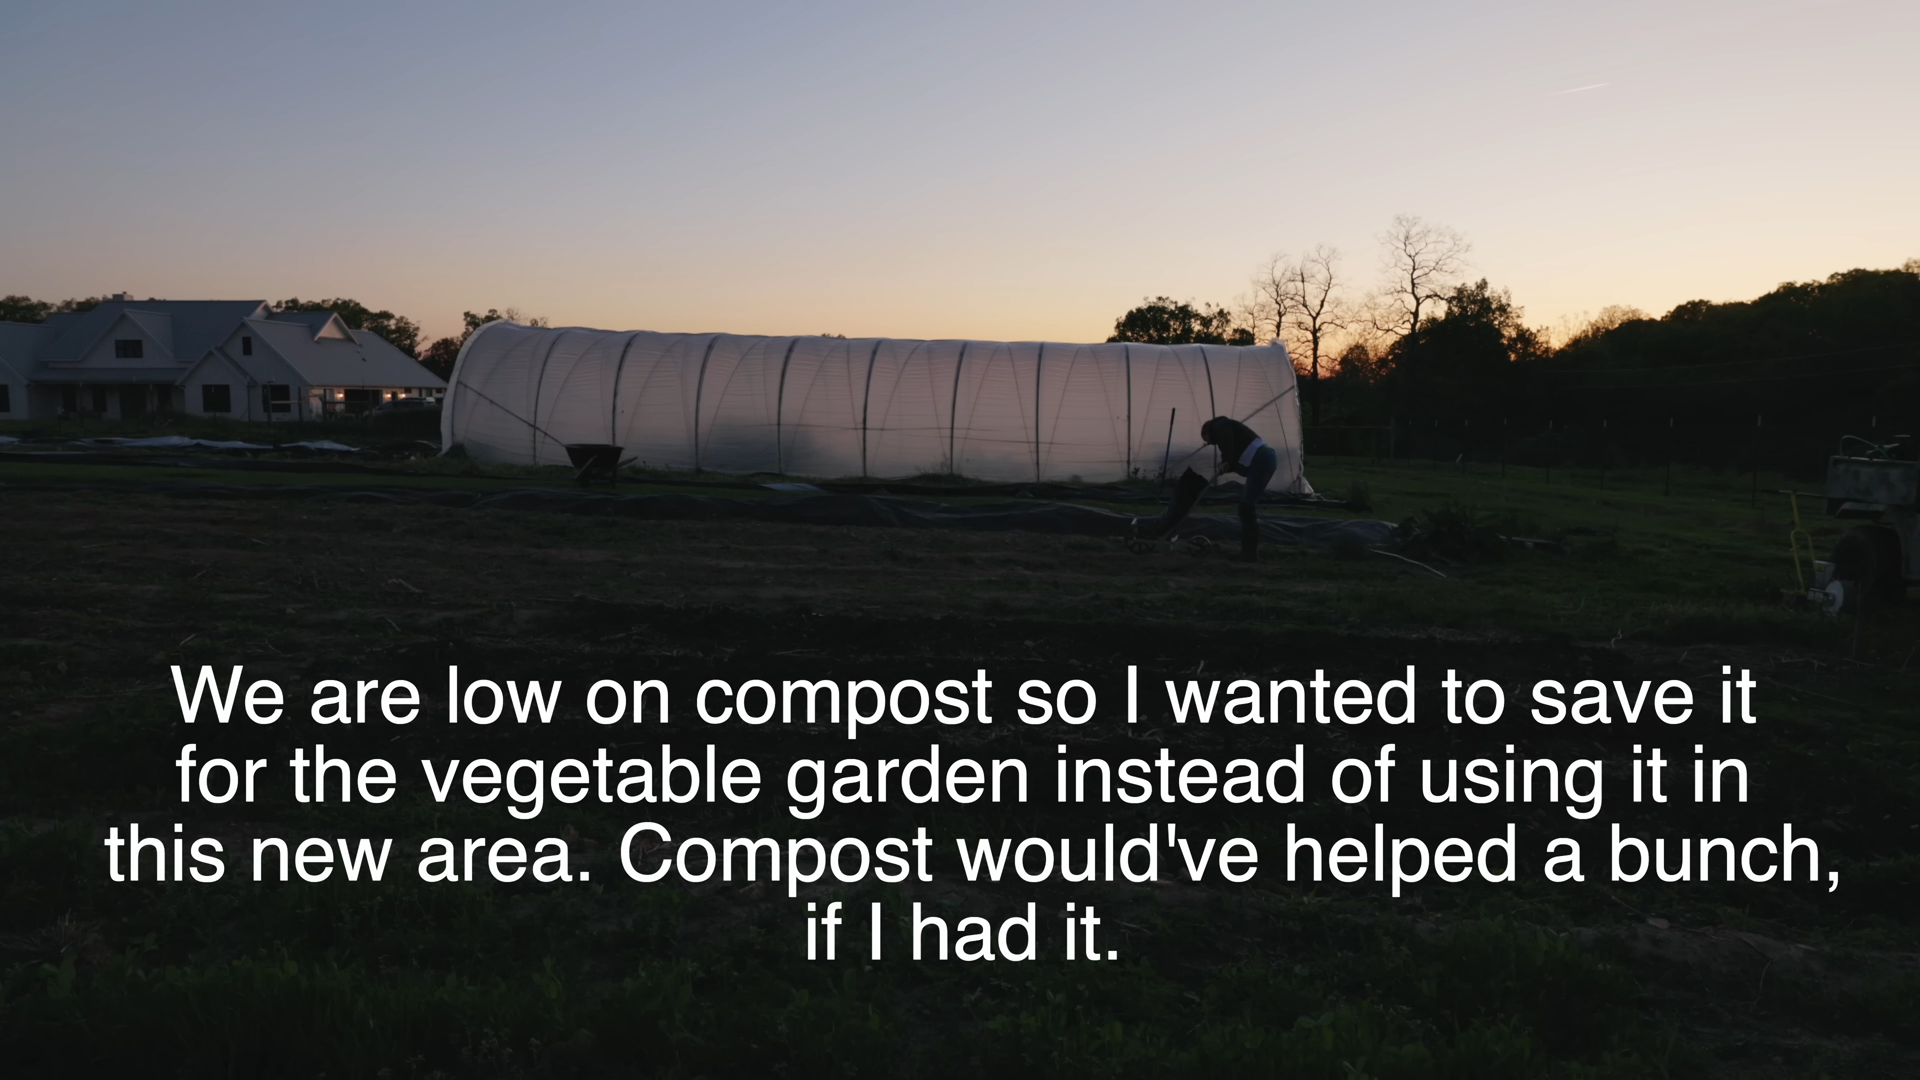 We are low on compost so I wanted to save it
for the vegetable garden instead of using it in
this new area. Compost would've helped a bunch,
if I had it.